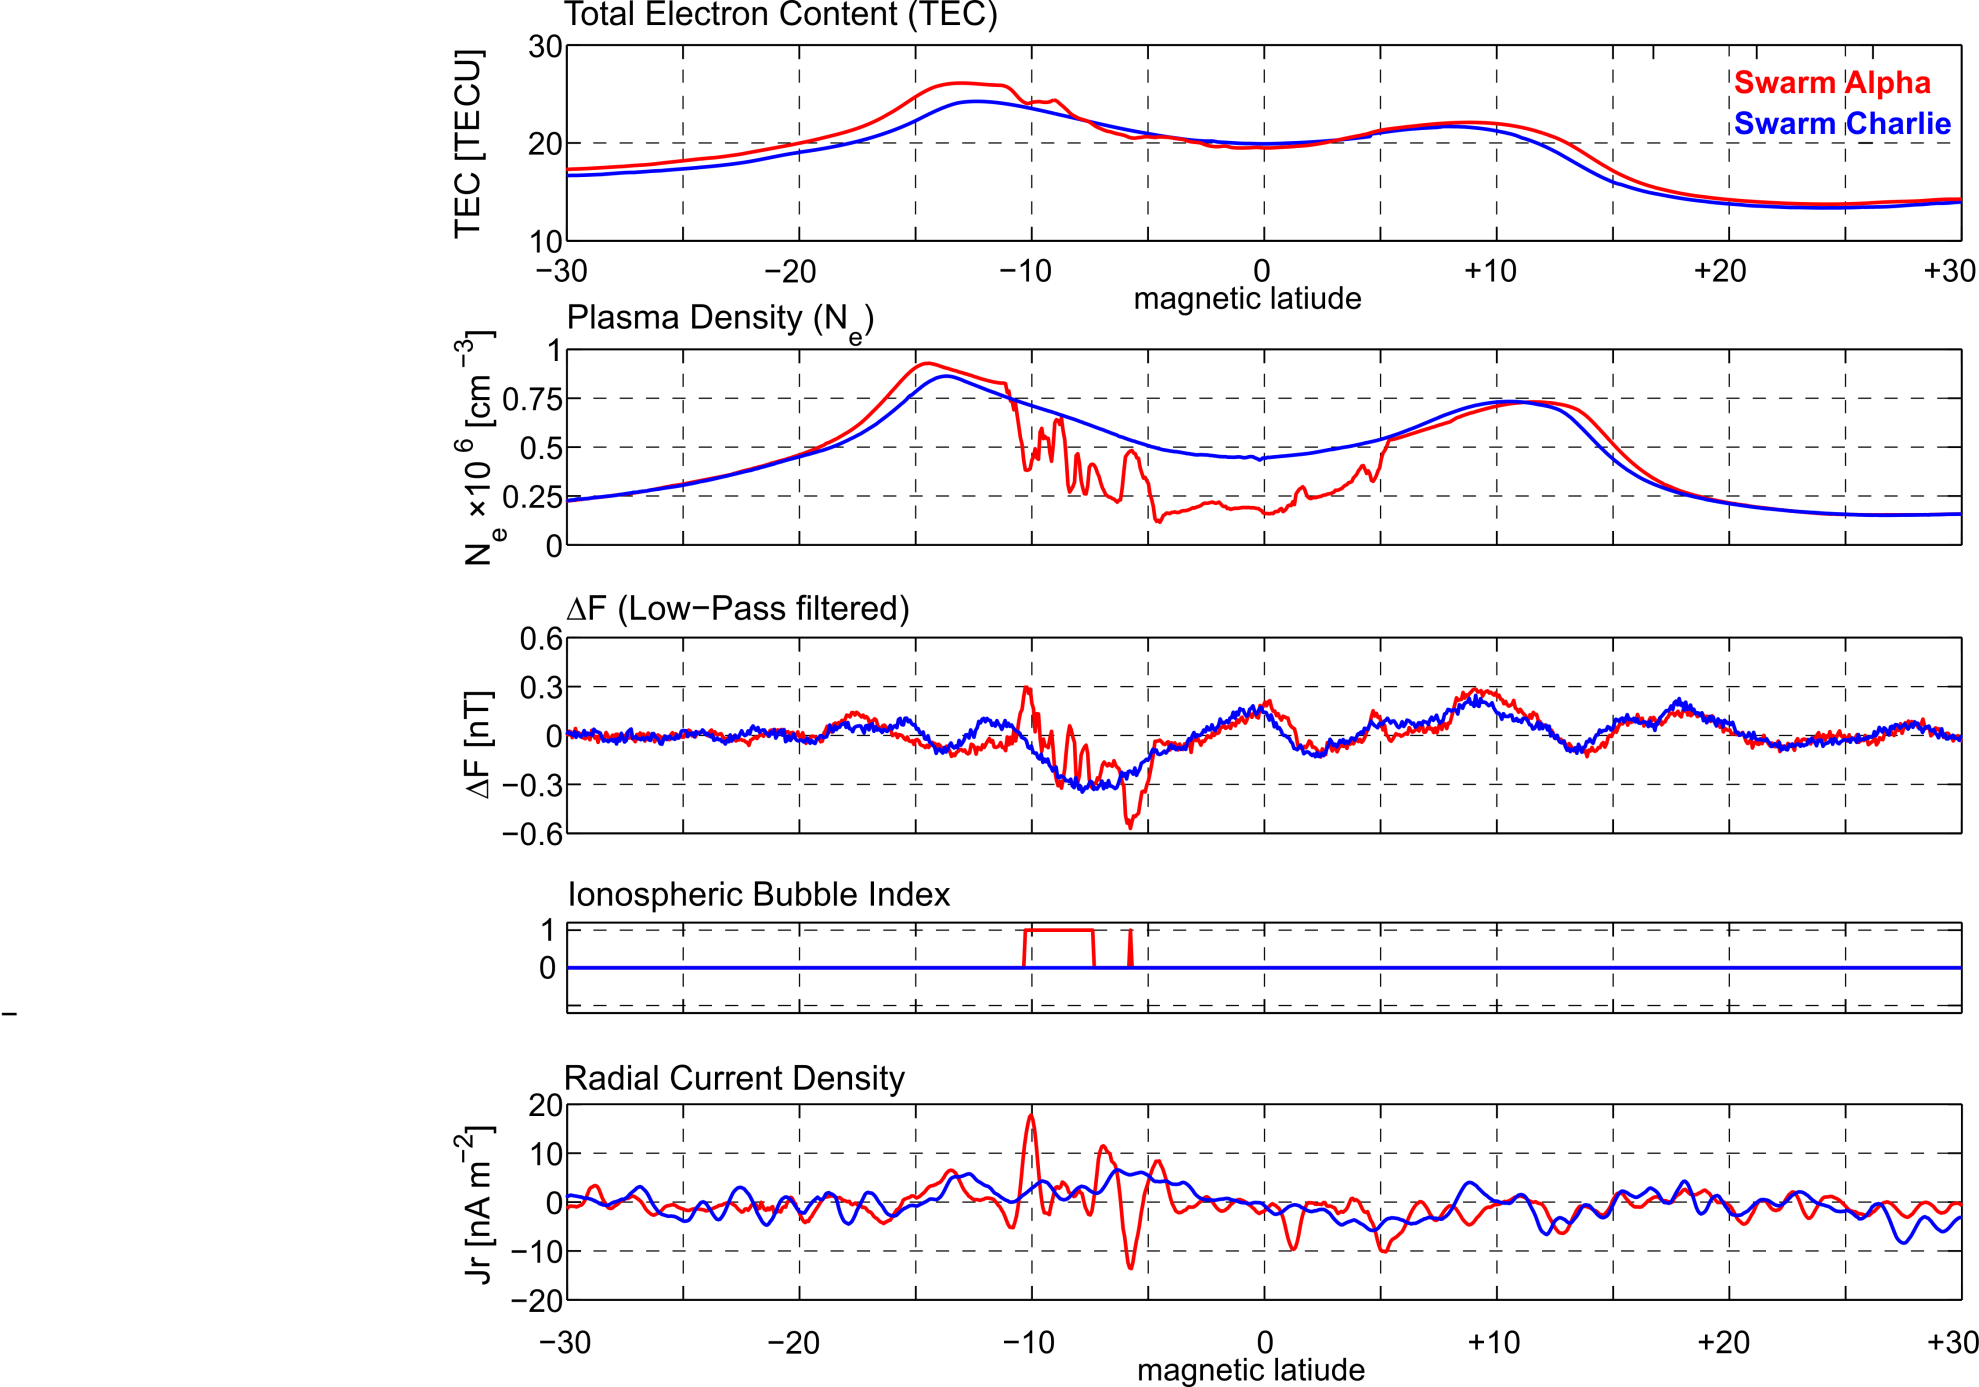 Total Electron Content (TEC)
TEC [TECU]
30
20
10
Swarm Alpha
Swarm Charlie
−30 −20 −10 0 +10 +20 +30
magnetic latiude
Plasma Density (Ne)
Ne ×10 6 [cm −3]
1
0.75
0.5
0.25
0
ΔF (Low−Pass filtered)
ΔF [nT]
0.6
0.3
0
−0.3
−0.6
Ionospheric Bubble Index
1
0
Radial Current Density
Jr [nA m−2]
20
10
0
−10
−20
−30 −20 −10 0 +10 +20 +30
magnetic latiude